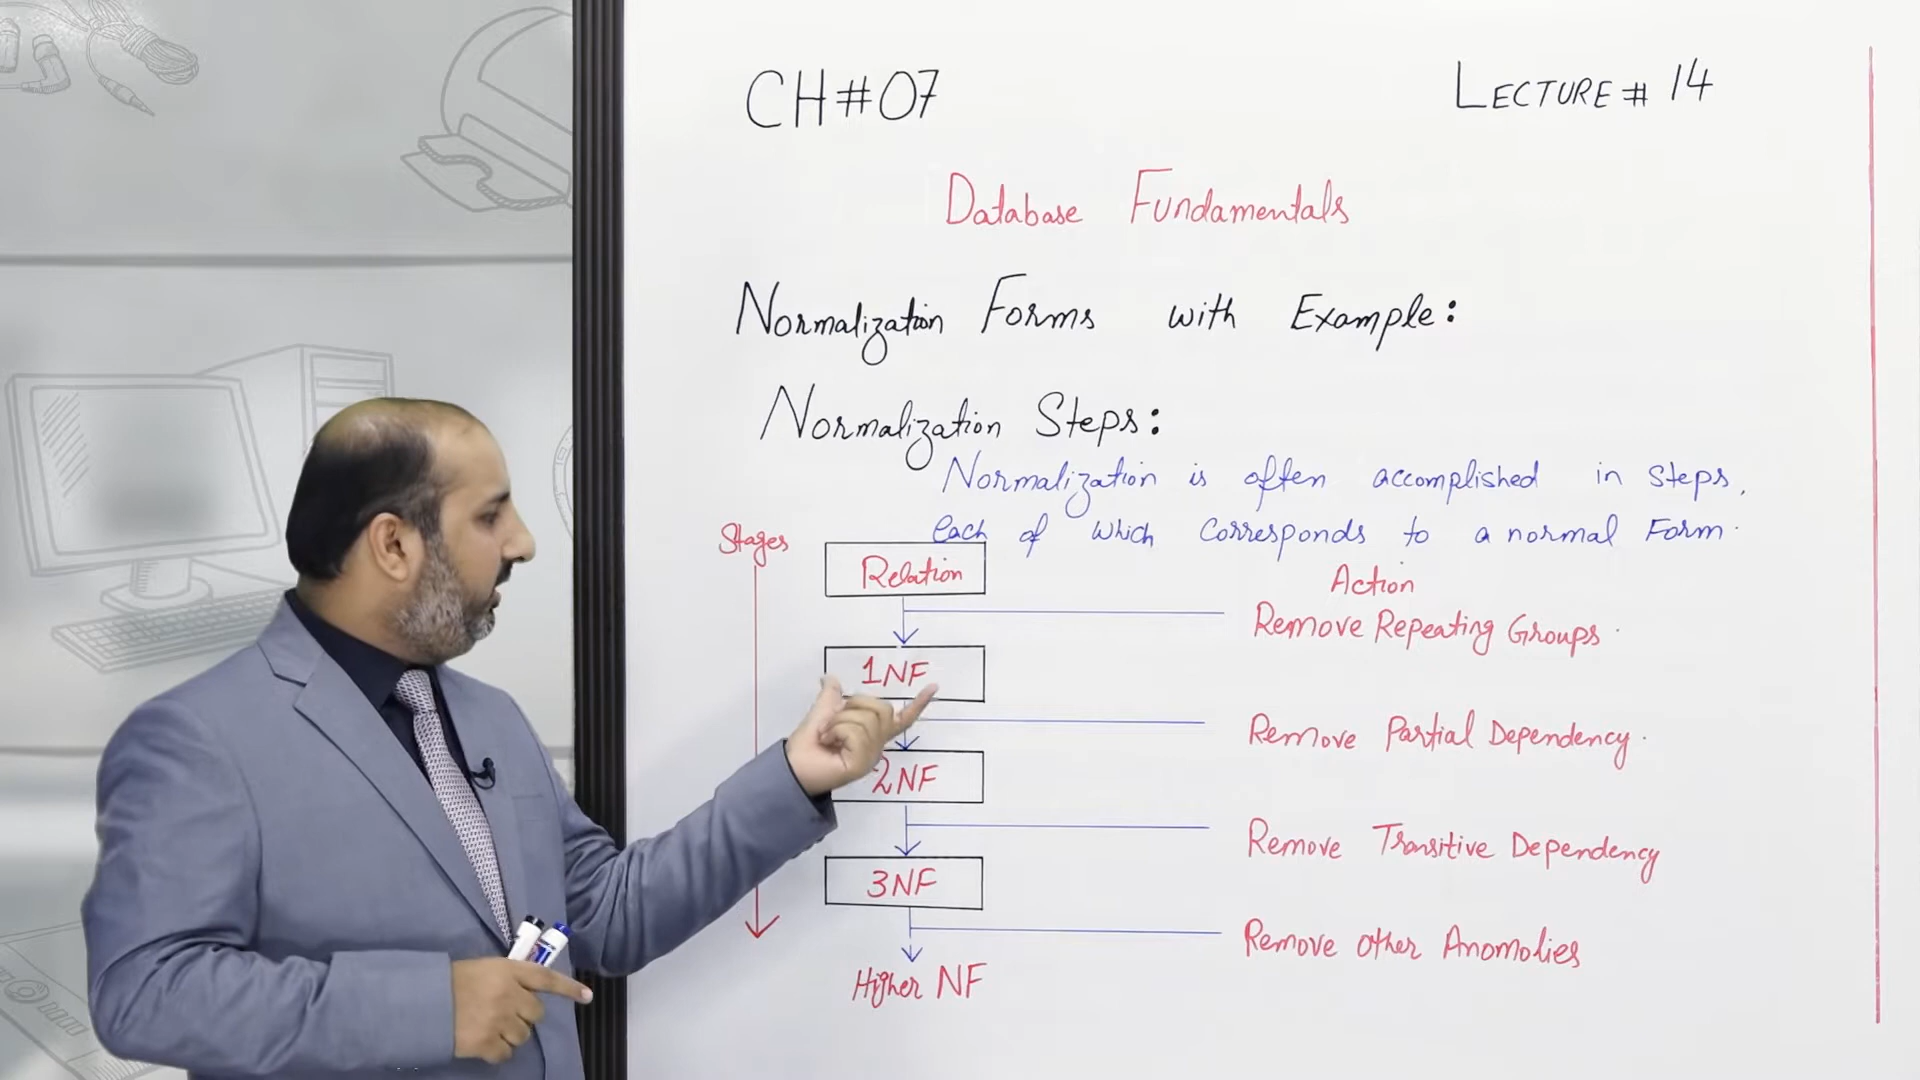 CH#07
LECTURE# 14
Database Fundamentals
Normalization Forms with Example:
Normalization Steps:
Normalization is often accomplished in steps,
each of which corresponds to a normal Form.
Stages
Relation
Action
Remove Repeating Groups.
1NF
Remove Partial Dependency.
2NF
Remove Transitive Dependency
3NF
Remove other Anomolies
Higher NF